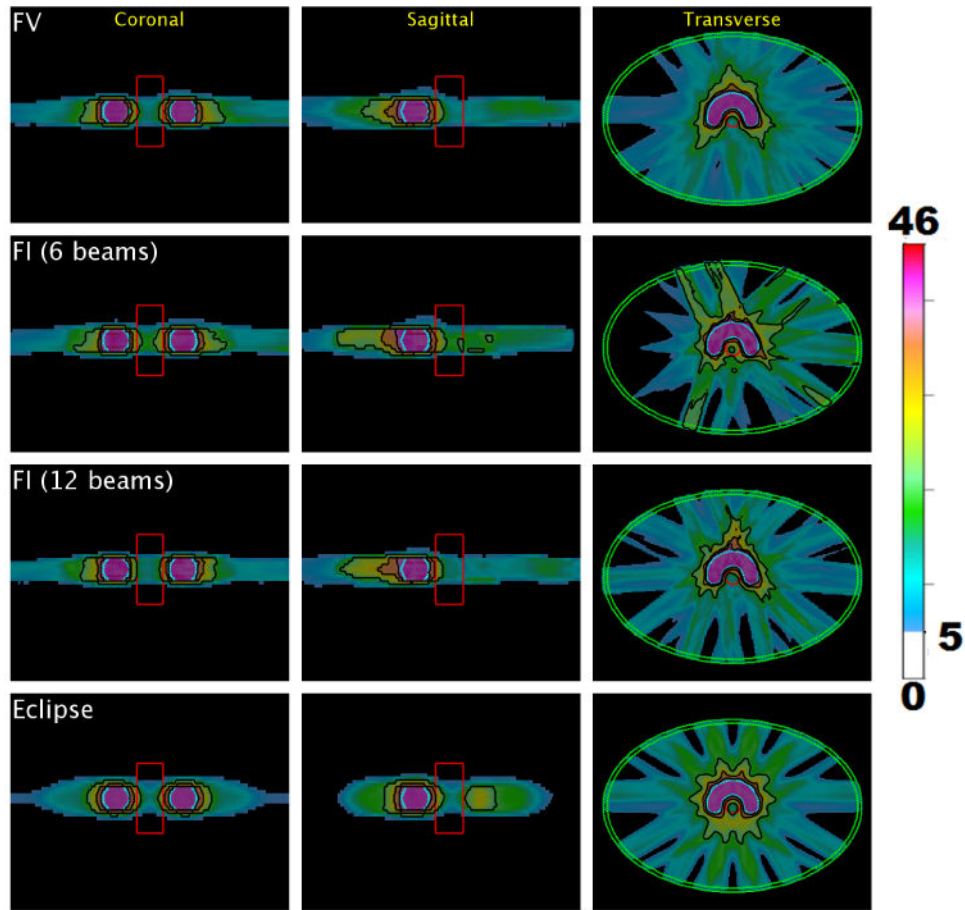 FV
Coronal
Sagittal
Transverse
FI (6 beams)
46
FI (12 beams)
5
0
Eclipse